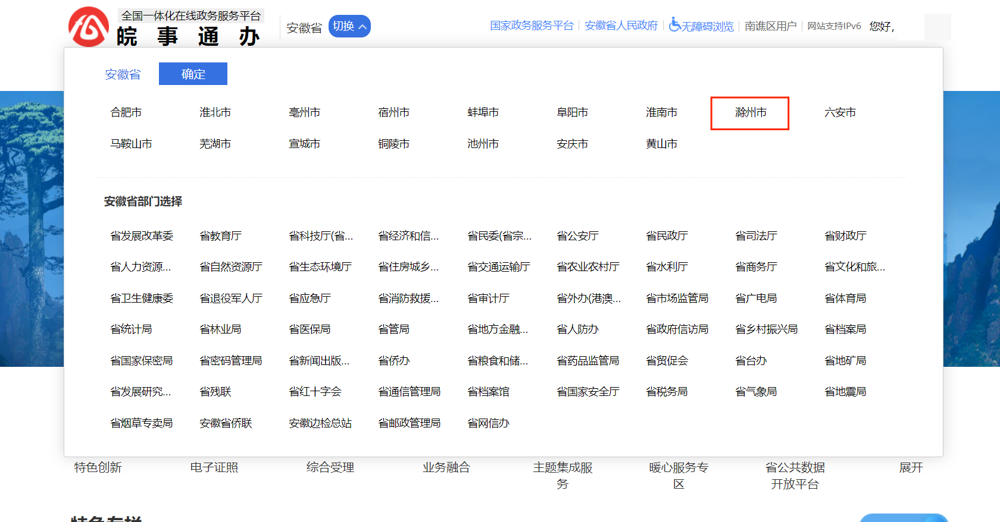 全国一体化在线政务服务平台
皖事通办
安徽省 切换
国家政务服务平台 安徽省人民政府 无障碍浏览 南谯区用户 网站支持IPv6 您好,
安徽省 确定
合肥市 淮北市 亳州市 宿州市 蚌埠市 阜阳市 淮南市 滁州市 六安市
马鞍山市 芜湖市 宣城市 铜陵市 池州市 安庆市 黄山市
安徽省部门选择
省发展改革委 省教育厅 省科技厅(省... 省经济和信... 省民委(省宗... 省公安厅 省民政厅 省司法厅 省财政厅
省人力资源... 省自然资源厅 省生态环境厅 省住房城乡... 省交通运输厅 省农业农村厅 省水利厅 省商务厅 省文化和旅...
省卫生健康委 省退役军人厅 省应急厅 省消防救援... 省审计厅 省外办(港澳... 省市场监管局 省广电局 省体育局
省统计局 省林业局 省医保局 省管局 省地方金融... 省人防办 省政府信访局 省乡村振兴局 省档案局
省国家保密局 省密码管理局 省新闻出版... 省侨办 省粮食和储... 省药品监管局 省贸促会 省台办 省地矿局
省发展研究... 省残联 省红十字会 省通信管理局 省档案馆 省国家安全厅 省税务局 省气象局 省地震局
省烟草专卖局 安徽省侨联 安徽边检总站 省邮政管理局 省网信办
特色创新 电子证照 综合受理 业务融合 主题集成服 暖心服务专 省公共数据 展开
务 区 开放平台
特色专栏